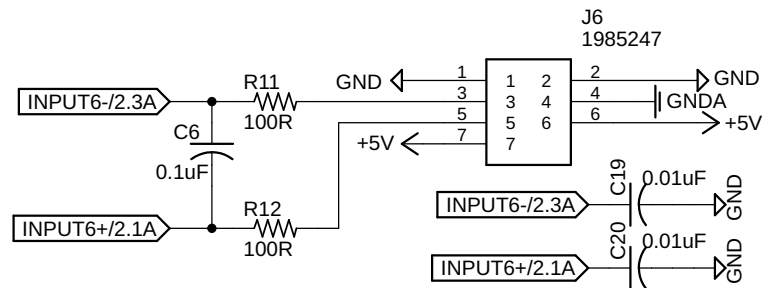 J6
1985247
R11
GND
1
1
2
2
GND
INPUT6-/2.3A
3
3
4
4
GNDA
100R
5
5
6
6
+5V
C6
+5V
7
7
0.1uF
C19
0.01uF
GND
R12
INPUT6-/2.3A
INPUT6+/2.1A
100R
C20
0.01uF
GND
INPUT6+/2.1A